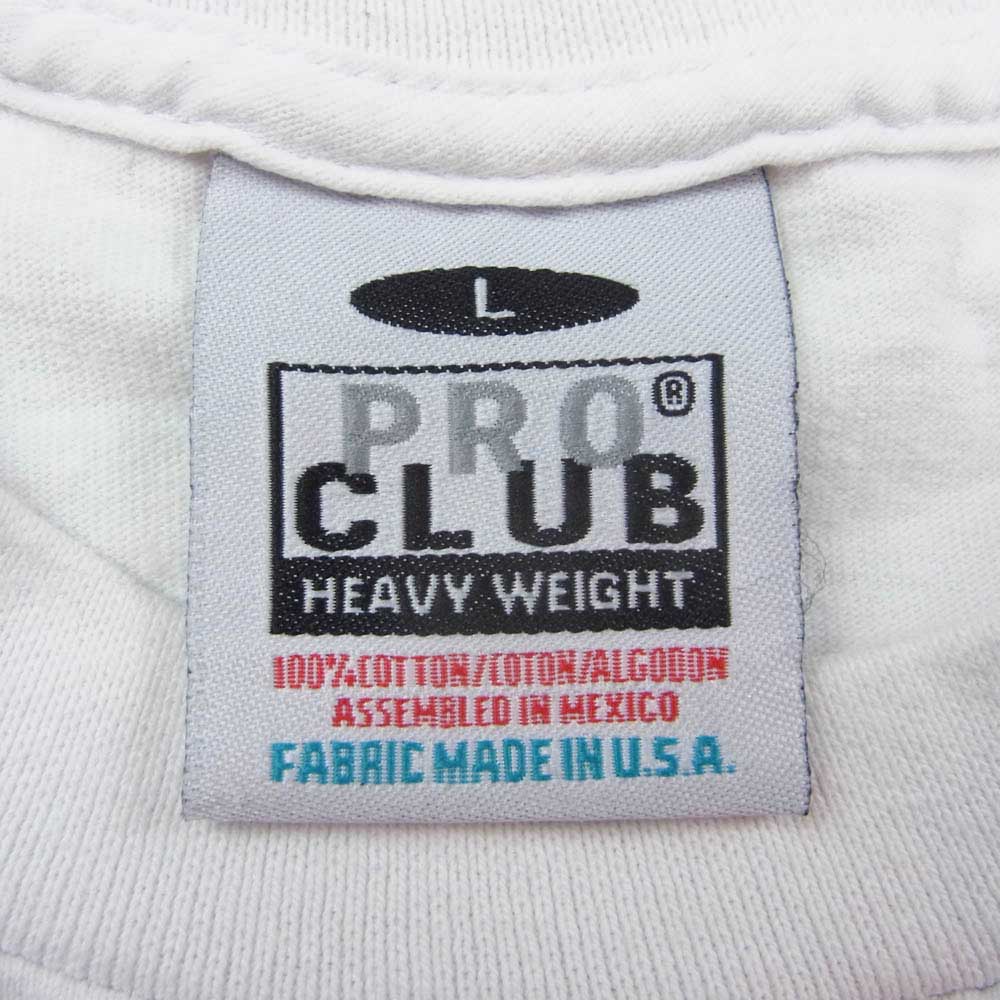 L
PRO®
CLUB
HEAVY WEIGHT
100% COTTON/COTON/ALGODON
ASSEMBLED IN MEXICO
FABRIC MADE IN U.S.A.